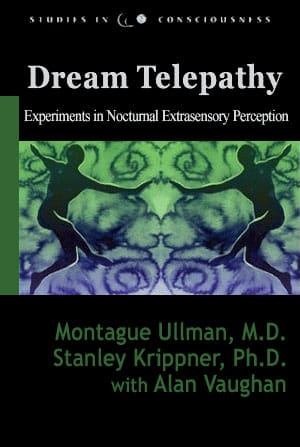 STUDIES IN CONSCIOUSNESS
Dream Telepathy
Experiments in Nocturnal Extrasensory Perception
Montague Ullman, M.D.
Stanley Krippner, Ph.D.
with Alan Vaughan